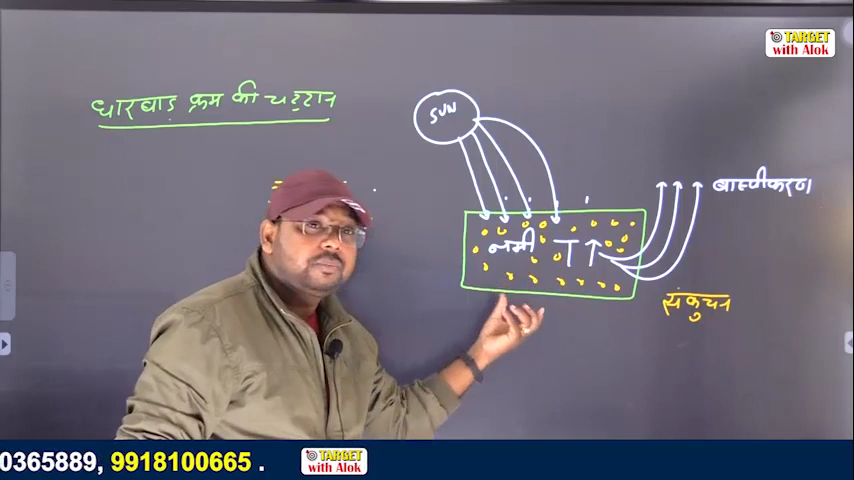 TARGET
with Alok
धारवाड़ क्रम की चट्टान
SUN
वाष्पीकरण
नमी T ↑
संकुचन
0365889, 9918100665 .
TARGET
with Alok